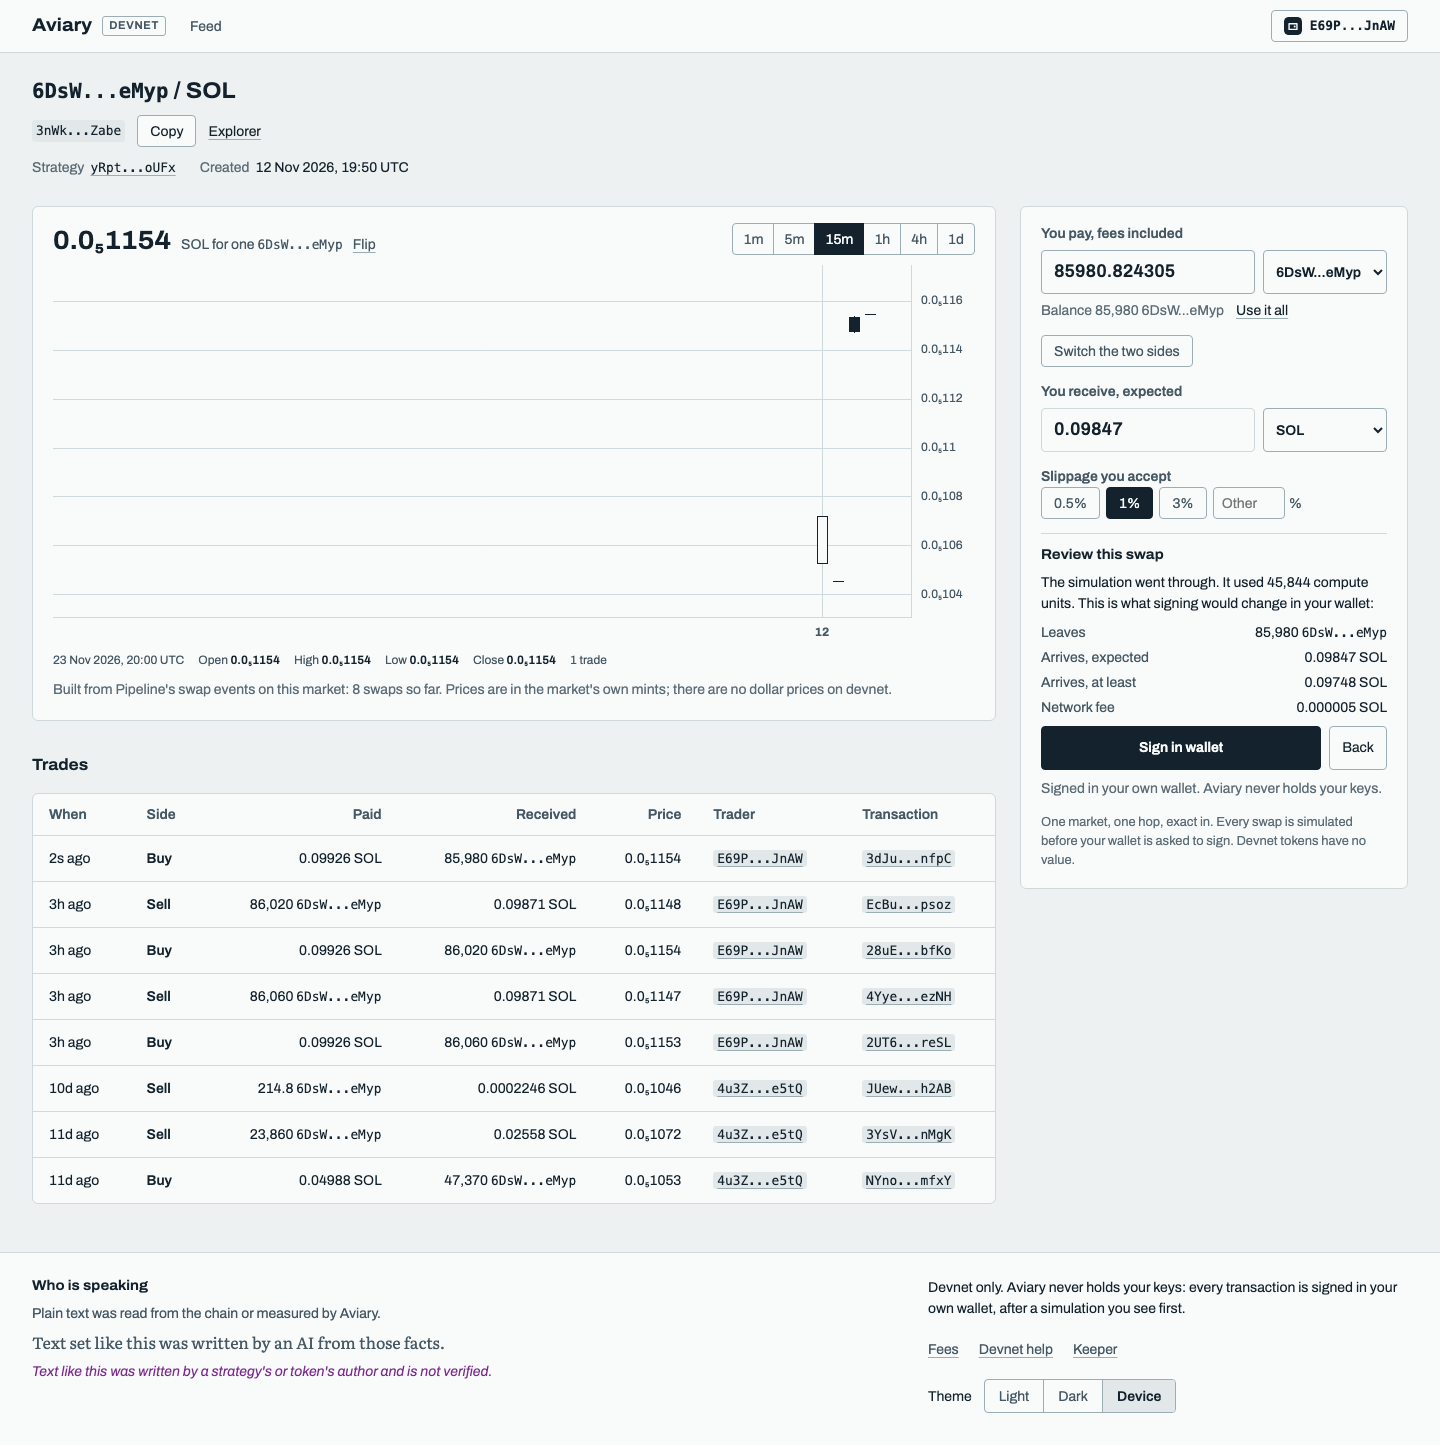 Aviary DEVNET Feed E69P...JnAW
6DsW...eMyp / SOL
3nWk...Zabe Copy Explorer
Strategy yRpt...oUFx Created 12 Nov 2026, 19:50 UTC
0.0₅1154 SOL for one 6DsW...eMyp Flip 1m 5m 15m 1h 4h 1d
0.0₅116
0.0₅114
0.0₅112
0.0₅11
0.0₅108
0.0₅106
0.0₅104
12
23 Nov 2026, 20:00 UTC Open 0.0₅1154 High 0.0₅1154 Low 0.0₅1154 Close 0.0₅1154 1 trade
Built from Pipeline's swap events on this market: 8 swaps so far. Prices are in the market's own mints; there are no dollar prices on devnet.
You pay, fees included
85980.824305 6DsW...eMyp
Balance 85,980 6DsW...eMyp Use it all
Switch the two sides
You receive, expected
0.09847 SOL
Slippage you accept
0.5% 1% 3% Other %
Review this swap
The simulation went through. It used 45,844 compute
units. This is what signing would change in your wallet:
Leaves 85,980 6DsW...eMyp
Arrives, expected 0.09847 SOL
Arrives, at least 0.09748 SOL
Network fee 0.000005 SOL
Sign in wallet Back
Signed in your own wallet. Aviary never holds your keys.
One market, one hop, exact in. Every swap is simulated
before your wallet is asked to sign. Devnet tokens have no
value.
Trades
When Side Paid Received Price Trader Transaction
2s ago Buy 0.09926 SOL 85,980 6DsW...eMyp 0.0₅1154 E69P...JnAW 3dJu...nfpC
3h ago Sell 86,020 6DsW...eMyp 0.09871 SOL 0.0₅1148 E69P...JnAW EcBu...psoz
3h ago Buy 0.09926 SOL 86,020 6DsW...eMyp 0.0₅1154 E69P...JnAW 28uE...bfKo
3h ago Sell 86,060 6DsW...eMyp 0.09871 SOL 0.0₅1147 E69P...JnAW 4Yye...ezNH
3h ago Buy 0.09926 SOL 86,060 6DsW...eMyp 0.0₅1153 E69P...JnAW 2UT6...reSL
10d ago Sell 214.8 6DsW...eMyp 0.0002246 SOL 0.0₅1046 4u3Z...e5tQ JUew...h2AB
11d ago Sell 23,860 6DsW...eMyp 0.02558 SOL 0.0₅1072 4u3Z...e5tQ 3YsV...nMgK
11d ago Buy 0.04988 SOL 47,370 6DsW...eMyp 0.0₅1053 4u3Z...e5tQ NYno...mfxY
Who is speaking
Plain text was read from the chain or measured by Aviary.
Text set like this was written by an AI from those facts.
Text like this was written by a strategy's or token's author and is not verified.
Devnet only. Aviary never holds your keys: every transaction is signed in your
own wallet, after a simulation you see first.
Fees Devnet help Keeper
Theme Light Dark Device